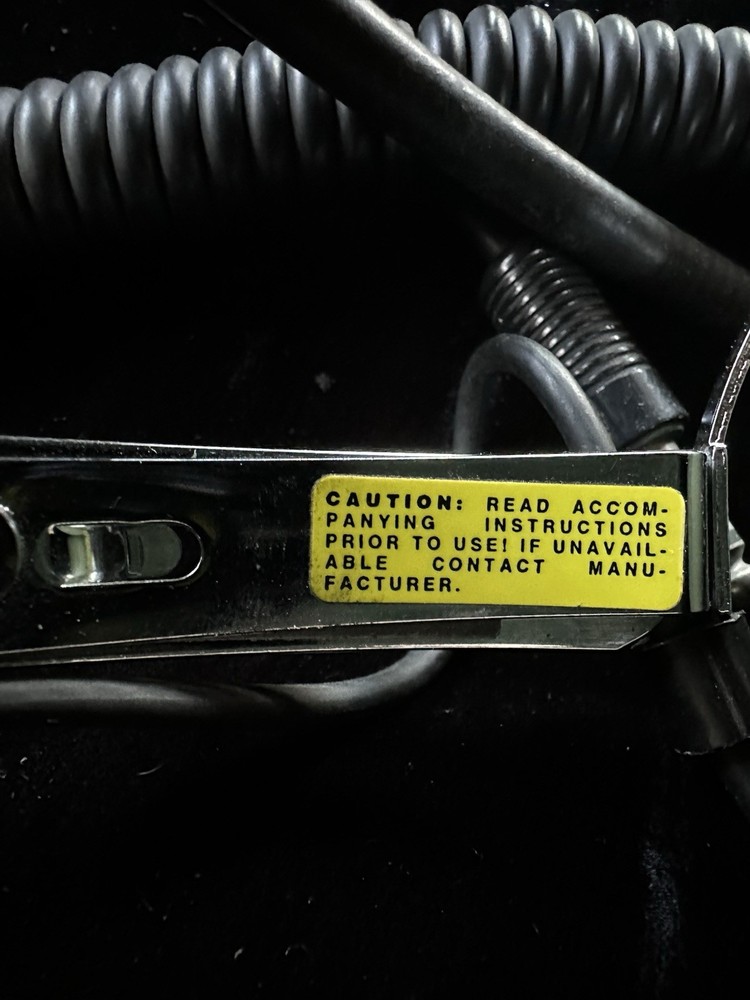 CAUTION: READ ACCOM-
PANYING INSTRUCTIONS
PRIOR TO USE! IF UNAVAIL-
ABLE CONTACT MANU-
FACTURER.